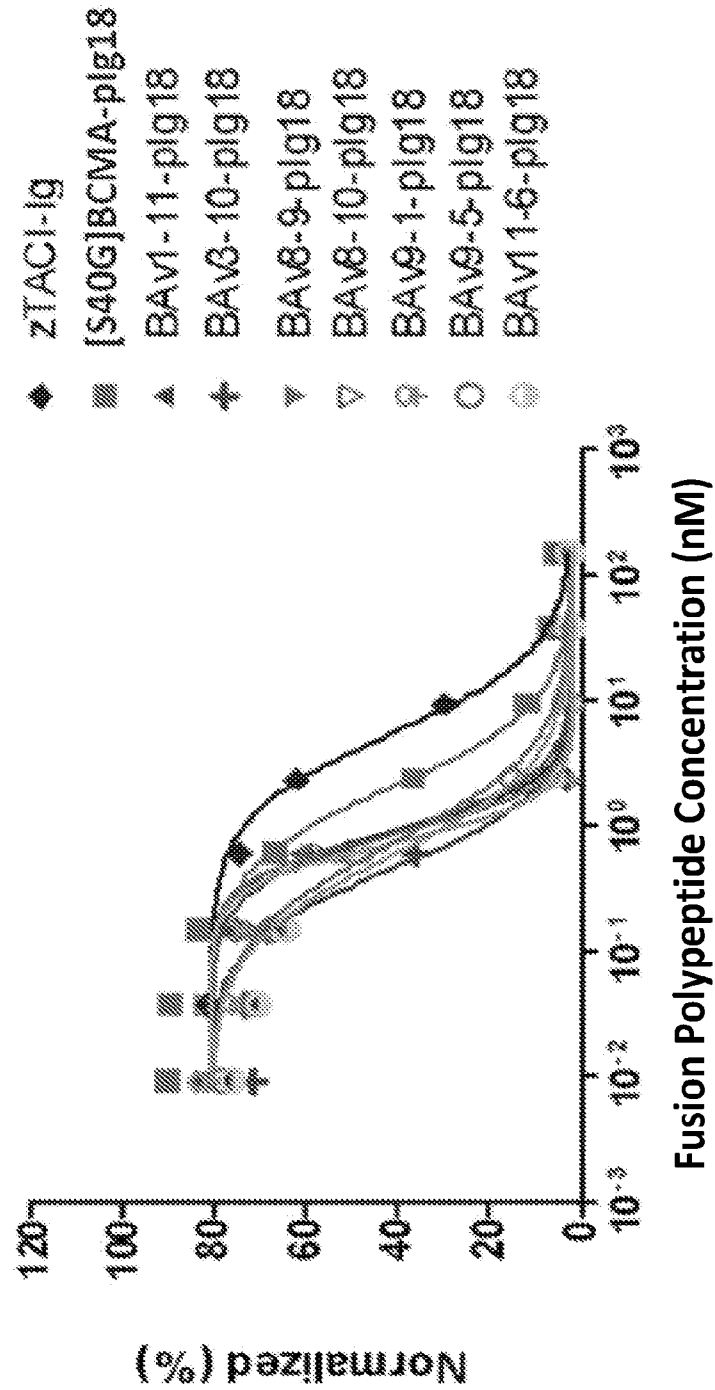 zTACI-Ig
[S40G]BCMA-pIg18
BAv1-11-pIg18
BAv3-10-pIg18
BAv8-9-pIg18
BAv8-10-pIg18
BAv9-1-pIg18
BAv9-5-pIg18
BAv11-6-pIg18
Normalized (%)
120
100
80
60
40
20
0
10-3
10-2
10-1
100
101
102
103
Fusion Polypeptide Concentration (nM)